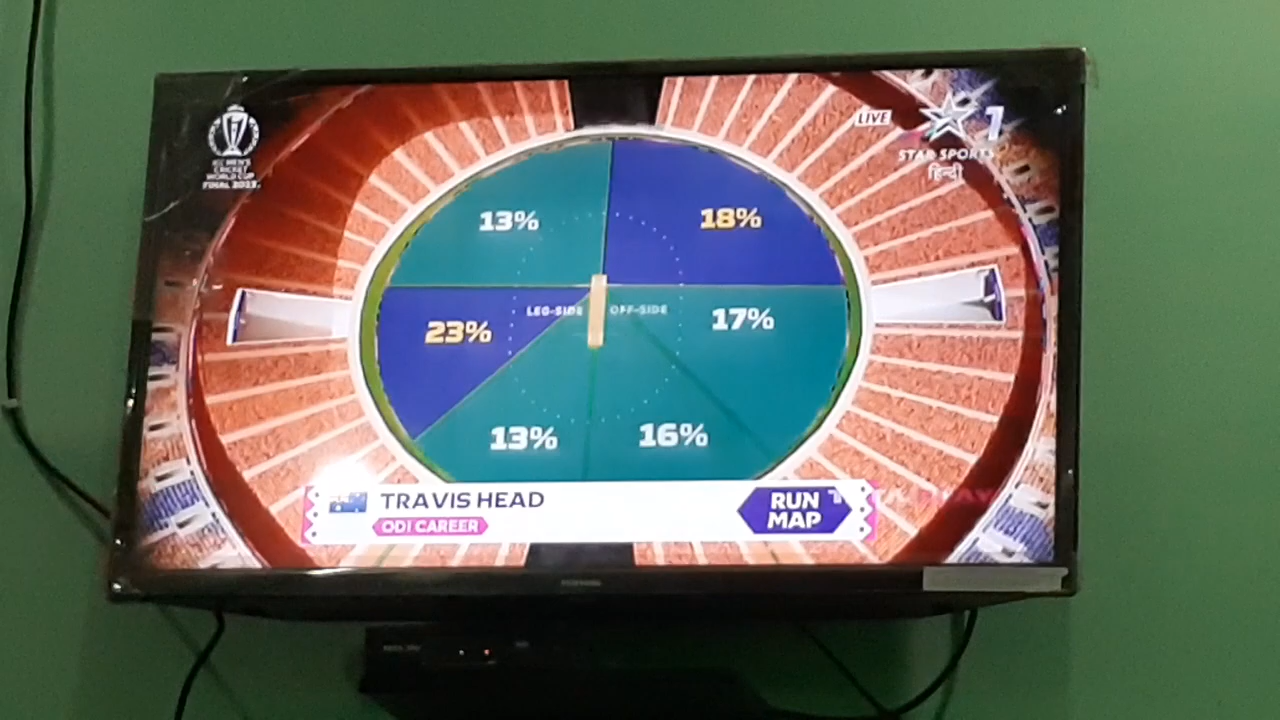 ICC MEN'S
CRICKET
WORLD CUP
FINAL 2023
LIVE
1
STAR SPORTS
हिन्दी
13%
18%
23%
LEG-SIDE
OFF-SIDE
17%
13%
16%
TRAVIS HEAD
ODI CAREER
RUN
MAP